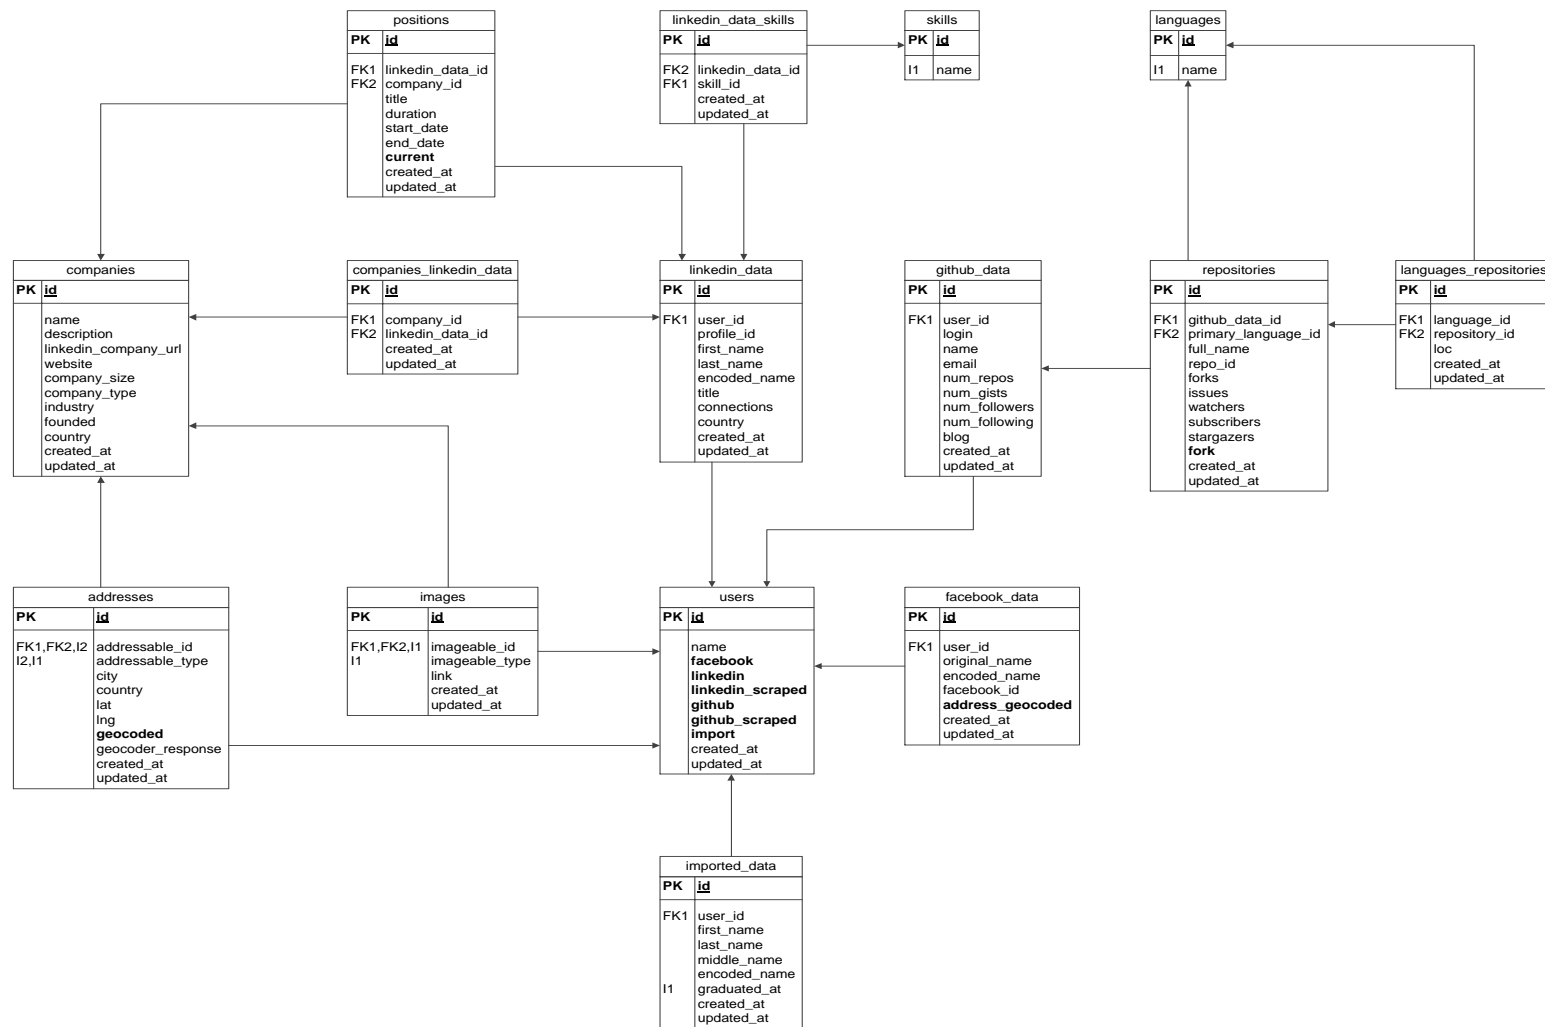 positions
PK id
FK1 linkedin_data_id
FK2 company_id
title
duration
start_date
end_date
current
created_at
updated_at
linkedin_data_skills
PK id
FK2 linkedin_data_id
FK1 skill_id
created_at
updated_at
skills
PK id
I1 name
languages
PK id
I1 name
companies
PK id
name
description
linkedin_company_url
website
company_size
company_type
industry
founded
country
created_at
updated_at
companies_linkedin_data
PK id
FK1 company_id
FK2 linkedin_data_id
created_at
updated_at
linkedin_data
PK id
FK1 user_id
profile_id
first_name
last_name
encoded_name
title
connections
country
created_at
updated_at
github_data
PK id
FK1 user_id
login
name
email
num_repos
num_gists
num_followers
num_following
blog
created_at
updated_at
repositories
PK id
FK1 github_data_id
FK2 primary_language_id
full_name
repo_id
forks
issues
watchers
subscribers
stargazers
fork
created_at
updated_at
languages_repositories
PK id
FK1 language_id
FK2 repository_id
loc
created_at
updated_at
addresses
PK id
FK1,FK2,I2 addressable_id
I2,I1 addressable_type
city
country
lat
lng
geocoded
geocoder_response
created_at
updated_at
images
PK id
FK1,FK2,I1 imageable_id
I1 imageable_type
link
created_at
updated_at
users
PK id
name
facebook
linkedin
linkedin_scraped
github
github_scraped
import
created_at
updated_at
facebook_data
PK id
FK1 user_id
original_name
encoded_name
facebook_id
address_geocoded
created_at
updated_at
imported_data
PK id
FK1 user_id
first_name
last_name
middle_name
encoded_name
I1 graduated_at
created_at
updated_at